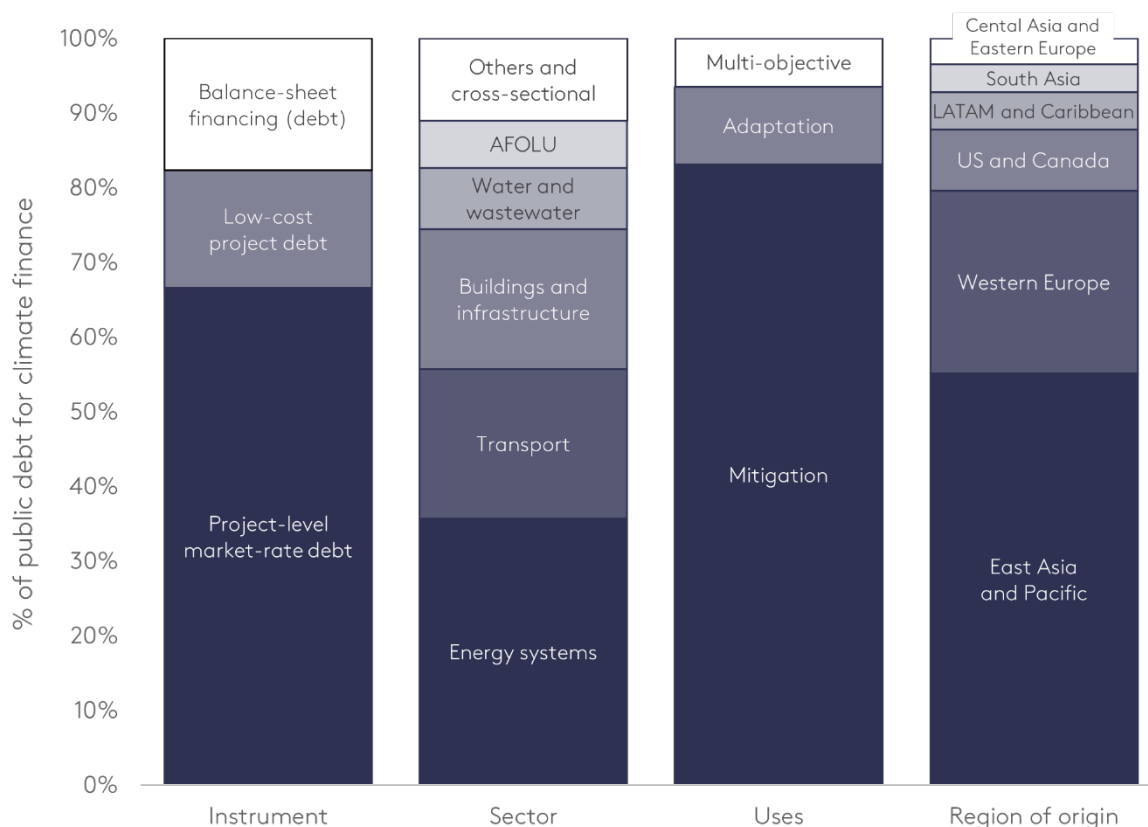 % of public debt for climate finance
100%
90%
80%
70%
60%
50%
40%
30%
20%
10%
0%
Balance-sheet
financing (debt)
Low-cost
project debt
Project-level
market-rate debt
Instrument
Others and
cross-sectional
AFOLU
Water and
wastewater
Buildings and
infrastructure
Transport
Energy systems
Sector
Multi-objective
Adaptation
Mitigation
Uses
Cental Asia and
Eastern Europe
South Asia
LATAM and Caribbean
US and Canada
Western Europe
East Asia
and Pacific
Region of origin